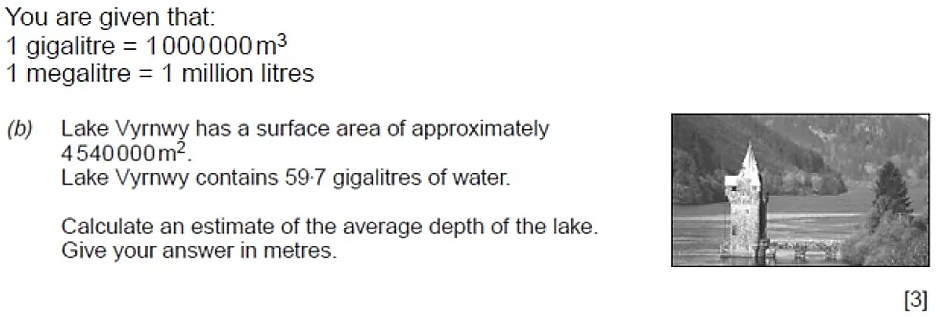 You are given that:
1 gigalitre = 1 000 000 m³
1 megalitre = 1 million litres
(b) Lake Vyrnwy has a surface area of approximately
4 540 000 m².
Lake Vyrnwy contains 59·7 gigalitres of water.
Calculate an estimate of the average depth of the lake.
Give your answer in metres.
[3]